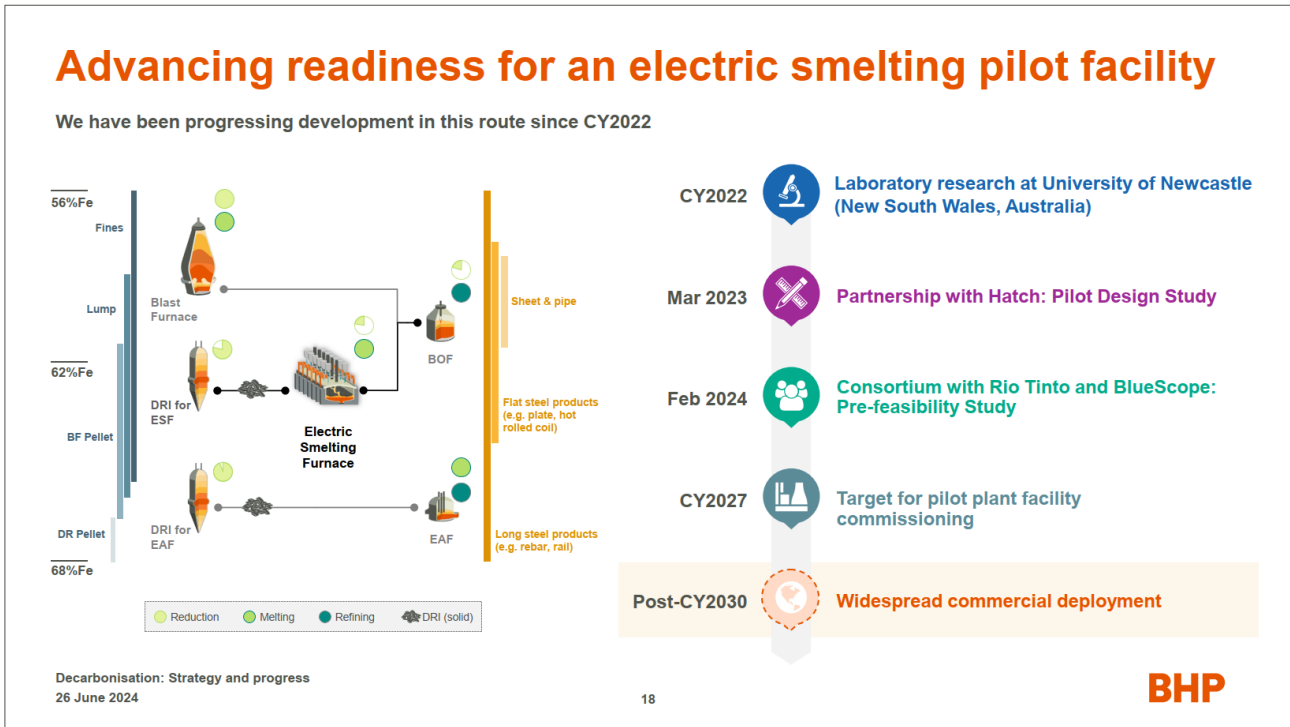 Advancing readiness for an electric smelting pilot facility
We have been progressing development in this route since CY2022
56%Fe
Fines
Lump
62%Fe
BF Pellet
DR Pellet
68%Fe
Blast
Furnace
DRI for
ESF
Electric
Smelting
Furnace
DRI for
EAF
BOF
EAF
Sheet & pipe
Flat steel products
(e.g. plate, hot
rolled coil)
Long steel products
(e.g. rebar, rail)
Reduction
Melting
Refining
DRI (solid)
CY2022
Laboratory research at University of Newcastle
(New South Wales, Australia)
Mar 2023
Partnership with Hatch: Pilot Design Study
Feb 2024
Consortium with Rio Tinto and BlueScope:
Pre-feasibility Study
CY2027
Target for pilot plant facility
commissioning
Post-CY2030
Widespread commercial deployment
Decarbonisation: Strategy and progress
26 June 2024
18
BHP